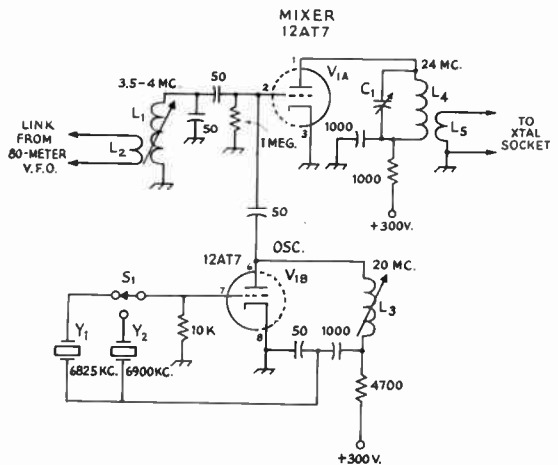 MIXER
12AT7
1
V1A
24 MC.
3.5-4 MC.
50
2
C1
L4
L1
50
3
L5
TO
XTAL
SOCKET
LINK
FROM
80-METER
V.F.O.
L2
1 MEG.
1000
1000
+300V.
50
OSC.
12AT7
6
V1B
20 MC.
S1
7
L3
Y1
Y2
10K
8
50
1000
6825KC.
6900KC.
4700
+300V.